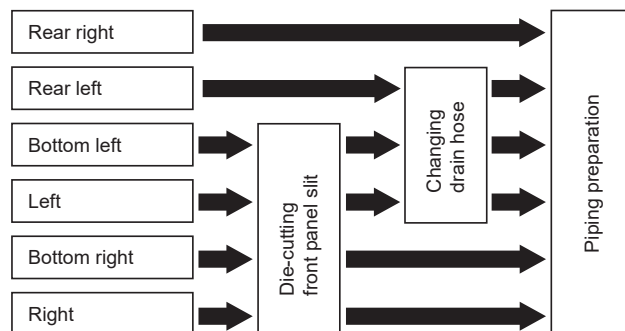 Rear right
Rear left
Bottom left
Left
Bottom right
Right
Die-cutting
front panel slit
Changing
drain hose
Piping preparation